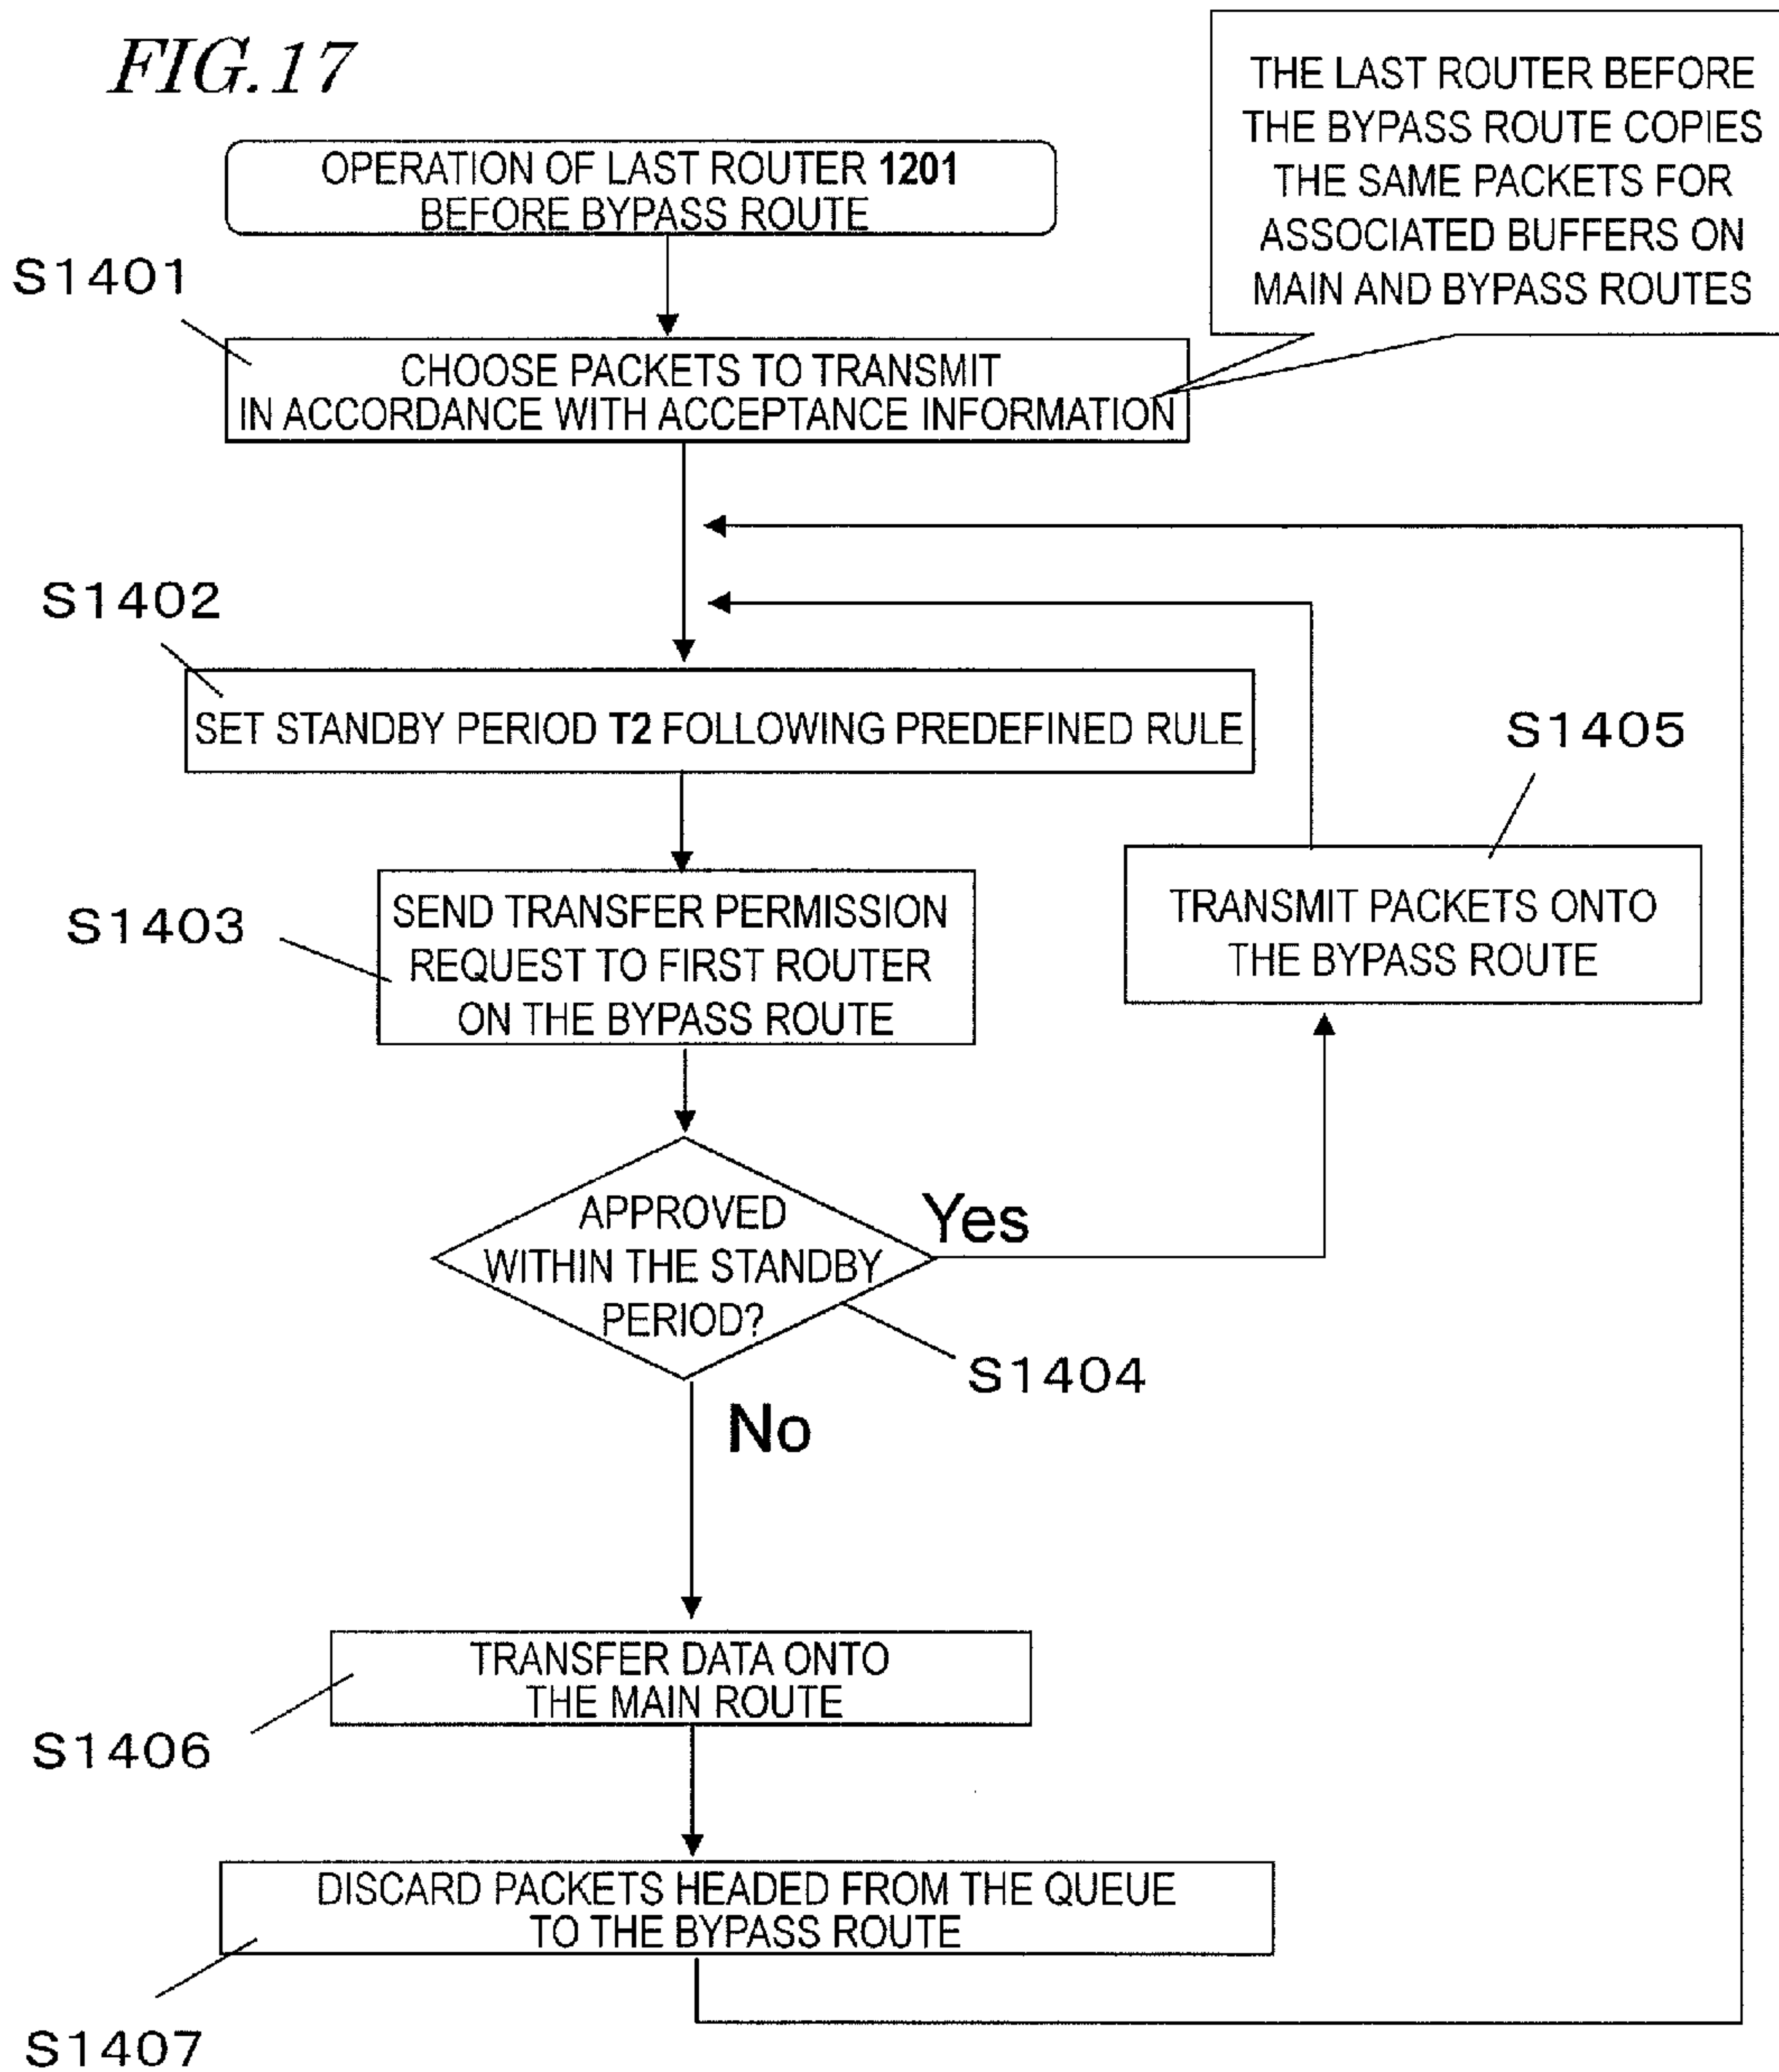 FIG.17
THE LAST ROUTER BEFORE
THE BYPASS ROUTE COPIES
THE SAME PACKETS FOR
ASSOCIATED BUFFERS ON
MAIN AND BYPASS ROUTES
OPERATION OF LAST ROUTER 1201
BEFORE BYPASS ROUTE
S1401
CHOOSE PACKETS TO TRANSMIT
IN ACCORDANCE WITH ACCEPTANCE INFORMATION
S1402
SET STANDBY PERIOD T2 FOLLOWING PREDEFINED RULE
S1405
TRANSMIT PACKETS ONTO
THE BYPASS ROUTE
S1403
SEND TRANSFER PERMISSION
REQUEST TO FIRST ROUTER
ON THE BYPASS ROUTE
APPROVED
WITHIN THE STANDBY
PERIOD?
Yes
S1404
No
TRANSFER DATA ONTO
THE MAIN ROUTE
S1406
DISCARD PACKETS HEADED FROM THE QUEUE
TO THE BYPASS ROUTE
S1407